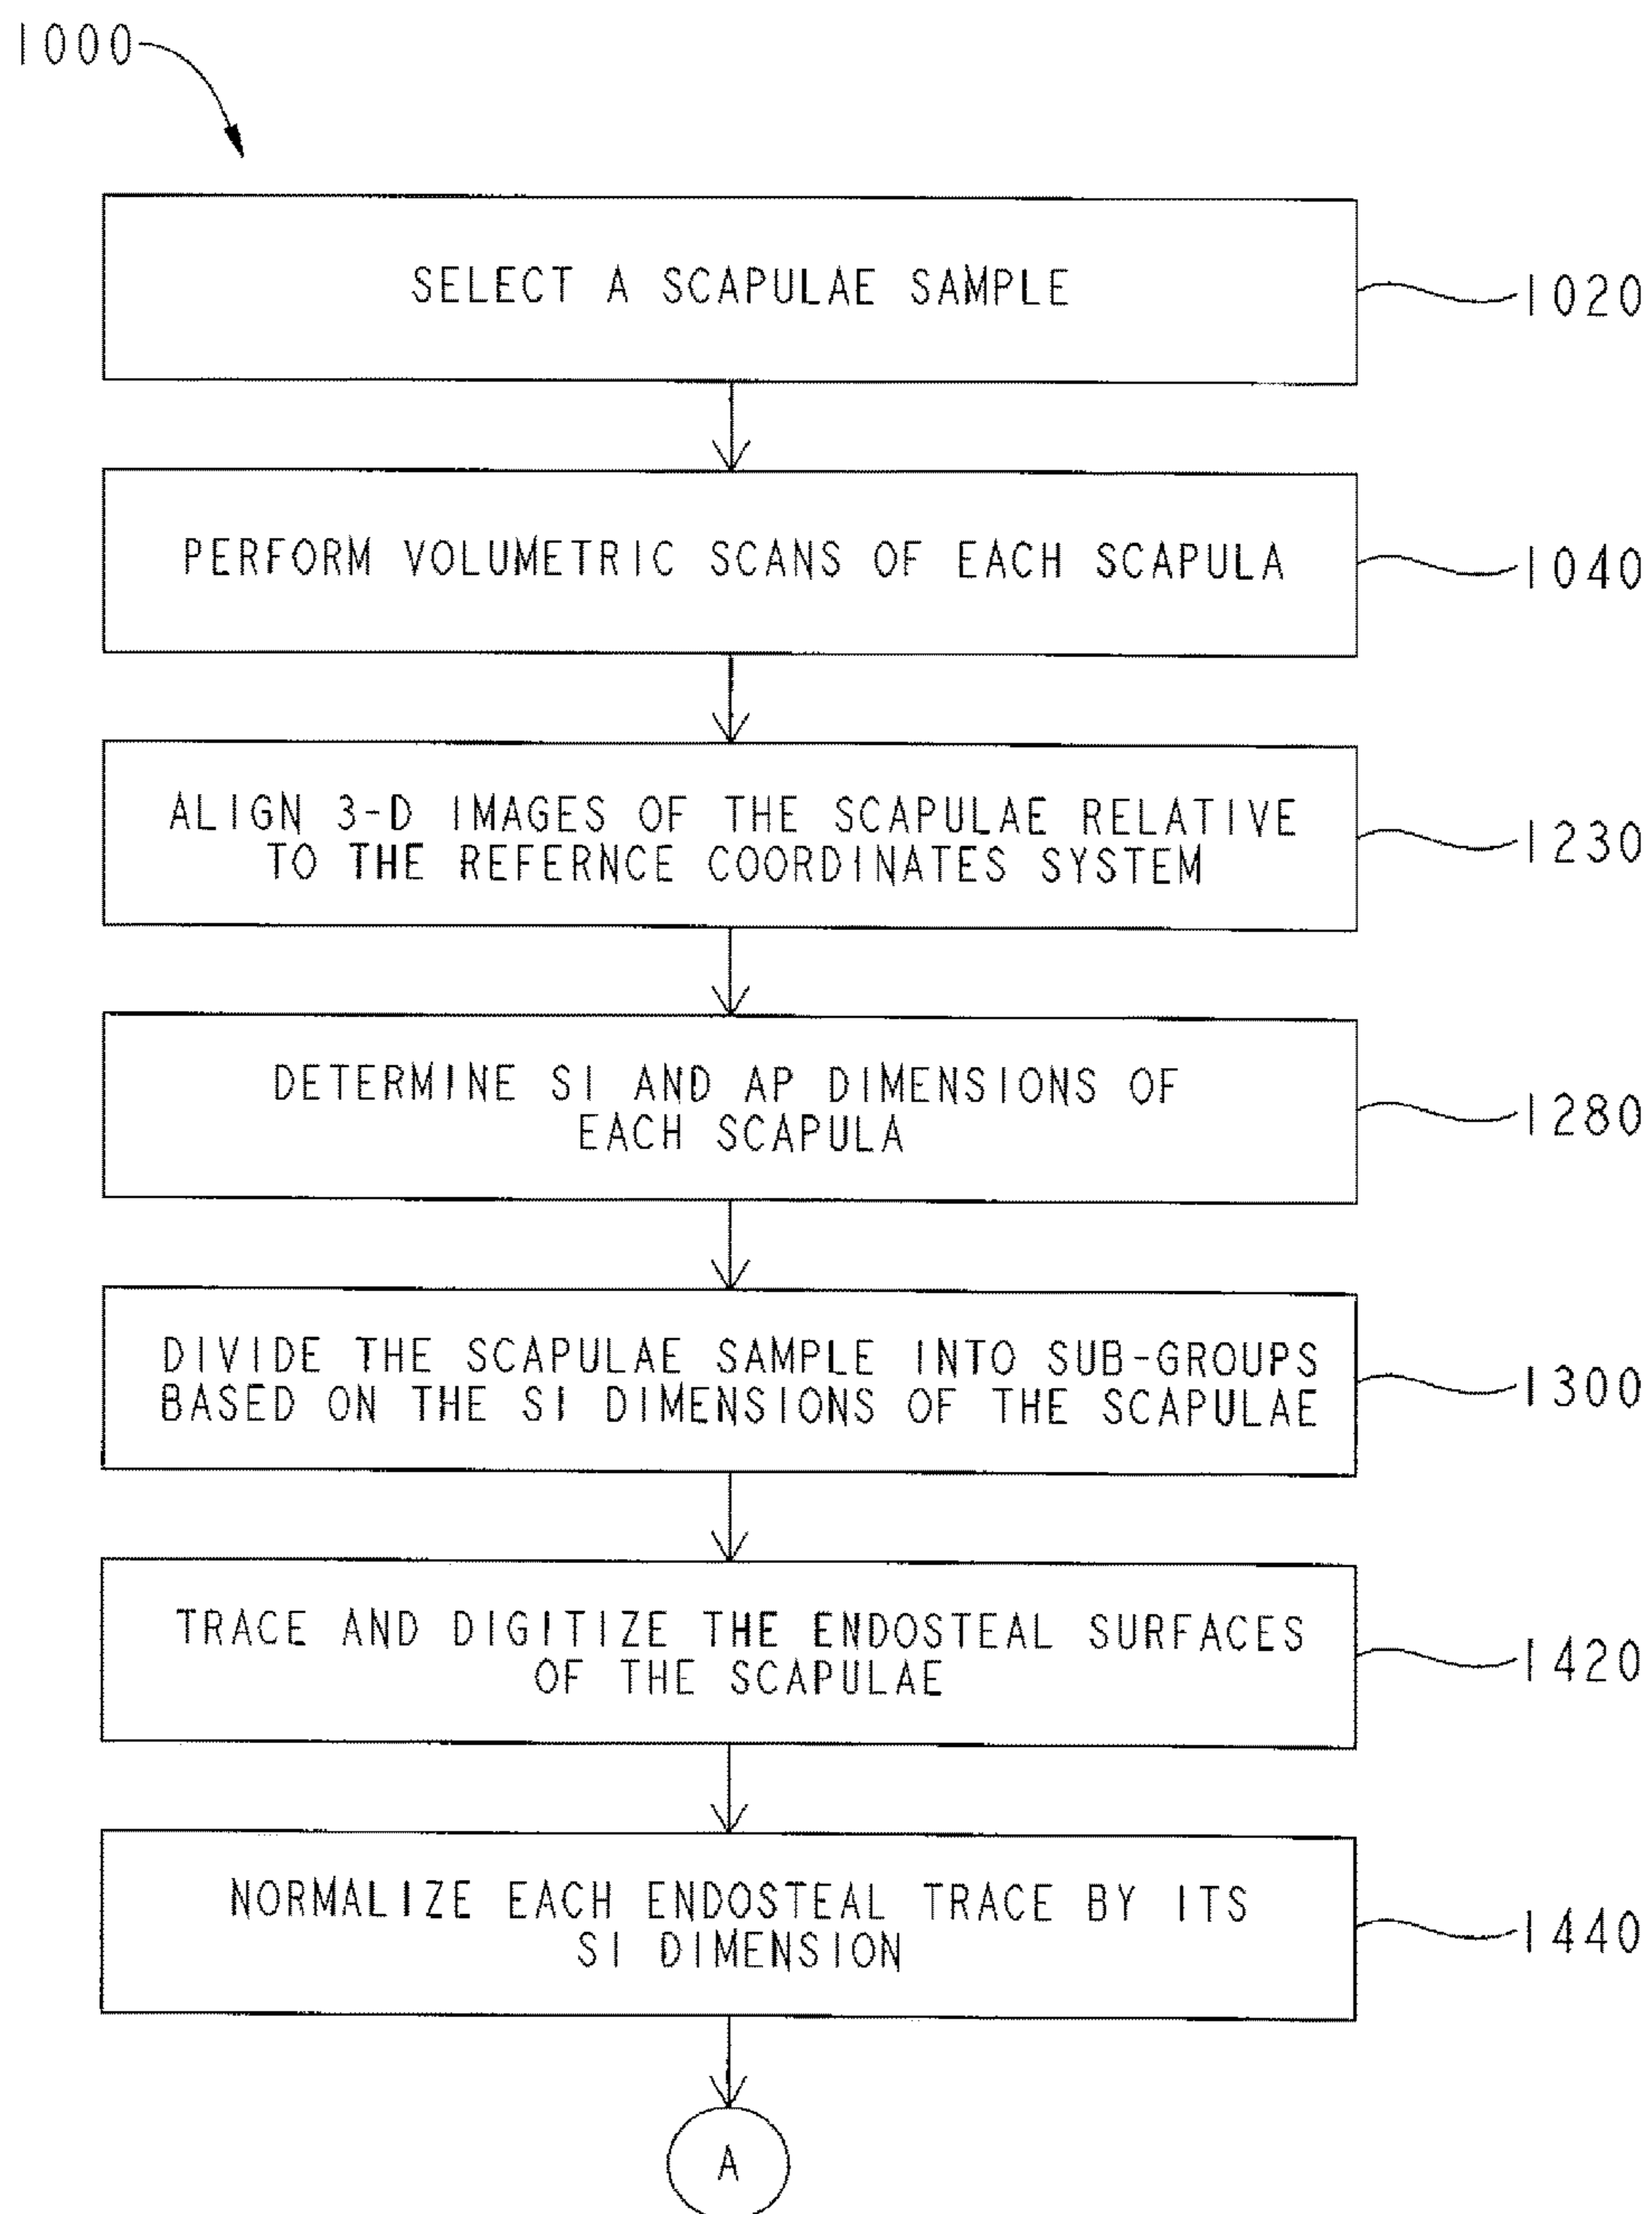 1000
SELECT A SCAPULAE SAMPLE
1020
PERFORM VOLUMETRIC SCANS OF EACH SCAPULA
1040
ALIGN 3-D IMAGES OF THE SCAPULAE RELATIVE
TO THE REFERNCE COORDINATES SYSTEM
1230
DETERMINE SI AND AP DIMENSIONS OF
EACH SCAPULA
1280
DIVIDE THE SCAPULAE SAMPLE INTO SUB-GROUPS
BASED ON THE SI DIMENSIONS OF THE SCAPULAE
1300
TRACE AND DIGITIZE THE ENDOSTEAL SURFACES
OF THE SCAPULAE
1420
NORMALIZE EACH ENDOSTEAL TRACE BY ITS
SI DIMENSION
1440
A